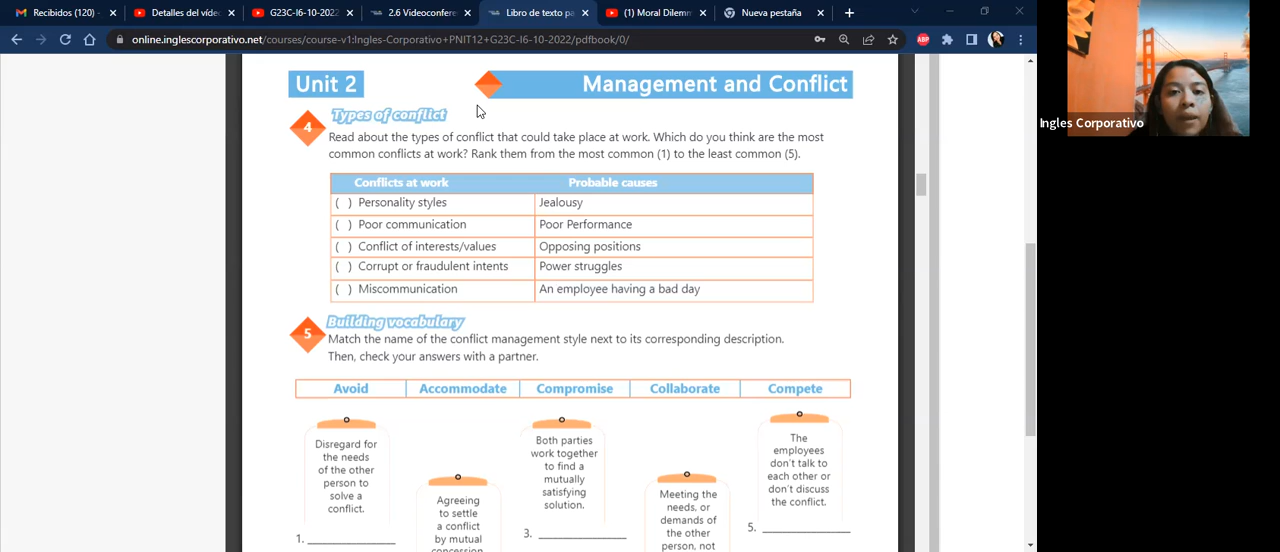 Recibidos (120) -
Detalles del víde
G23C-I6-10-2022
2.6 Videoconfere
Libro de texto pa
(1) Moral Dilemm
Nueva pestaña
online.inglescorporativo.net/courses/course-v1:Ingles-Corporativo+PNIT12+G23C-I6-10-2022/pdfbook/0/
ABP
Ingles Corporativo
Unit 2
Management and Conflict
4
Types of conflict
Read about the types of conflict that could take place at work. Which do you think are the most
common conflicts at work? Rank them from the most common (1) to the least common (5).
Conflicts at work Probable causes
( ) Personality styles Jealousy
( ) Poor communication Poor Performance
( ) Conflict of interests/values Opposing positions
( ) Corrupt or fraudulent intents Power struggles
( ) Miscommunication An employee having a bad day
5
Building vocabulary
Match the name of the conflict management style next to its corresponding description.
Then, check your answers with a partner.
Avoid Accommodate Compromise Collaborate Compete
Disregard for
the needs
of the other
person to
solve a
conflict.
1. ____________
Agreeing
to settle
a conflict
by mutual
concession
Both parties
work together
to find a
mutually
satisfying
solution.
3. ____________
Meeting the
needs, or
demands of
the other
person, not
The
employees
don't talk to
each other or
don't discuss
the conflict.
5. ____________